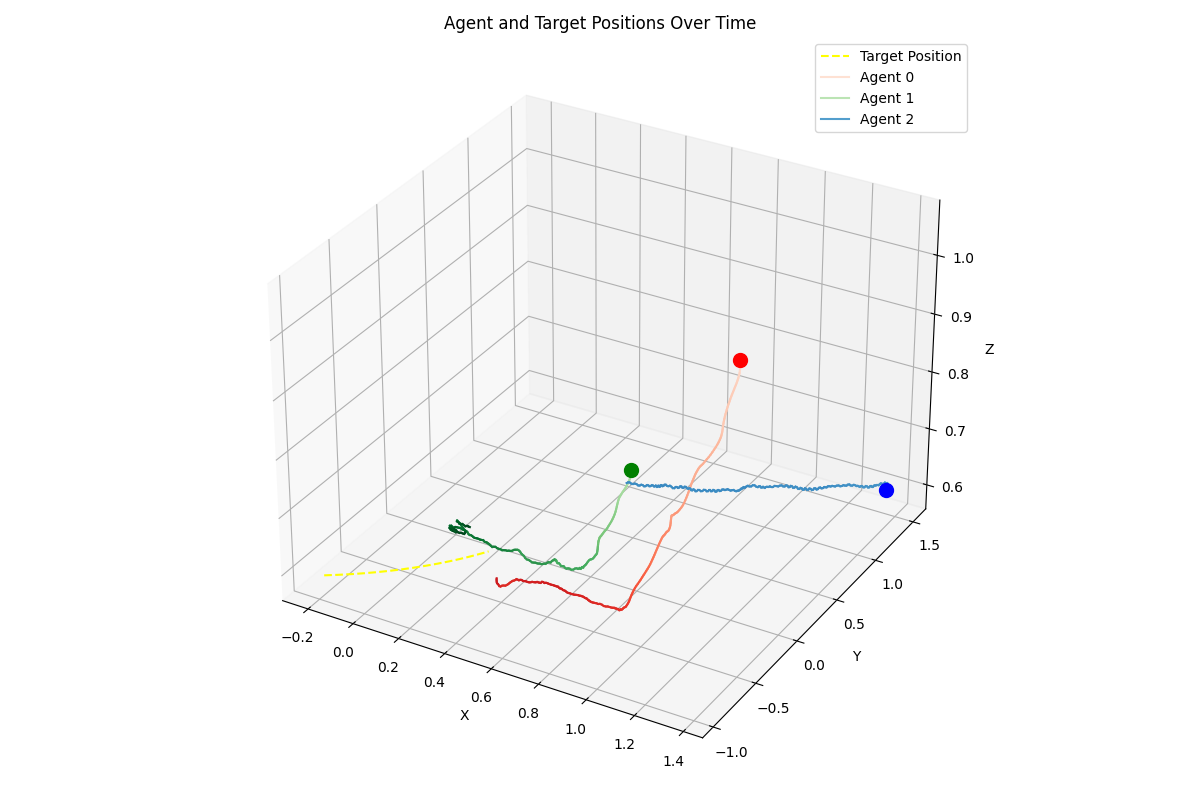 Agent and Target Positions Over Time
Target Position
Agent 0
Agent 1
Agent 2
1.0
0.9
Z
0.8
0.7
0.6
1.5
1.0
0.5
Y
0.0
−0.5
−1.0
−0.2
0.0
0.2
0.4
0.6
X
0.8
1.0
1.2
1.4